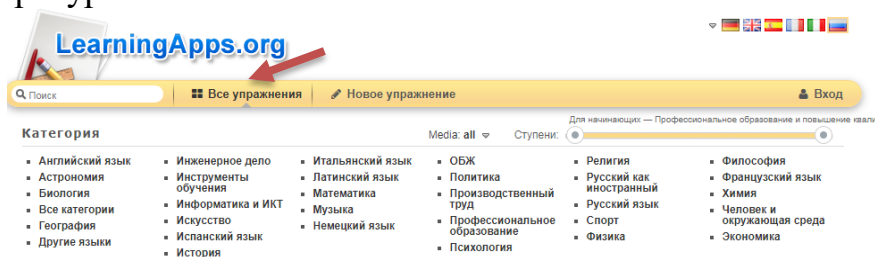 LearningApps.org
Поиск
Все упражнения
Новое упражнение
Вход
Для начинающих — Профессиональное образование и повышение квали
Категория
Media: all
Ступени:
Английский язык
Астрономия
Биология
Все категории
География
Другие языки
Инженерное дело
Инструменты
обучения
Информатика и ИКТ
Искусство
Испанский язык
История
Итальянский язык
Латинский язык
Математика
Музыка
Немецкий язык
ОБЖ
Политика
Производственный
труд
Профессиональное
образование
Психология
Религия
Русский как
иностранный
Русский язык
Спорт
Физика
Философия
Французский язык
Химия
Человек и
окружающая среда
Экономика